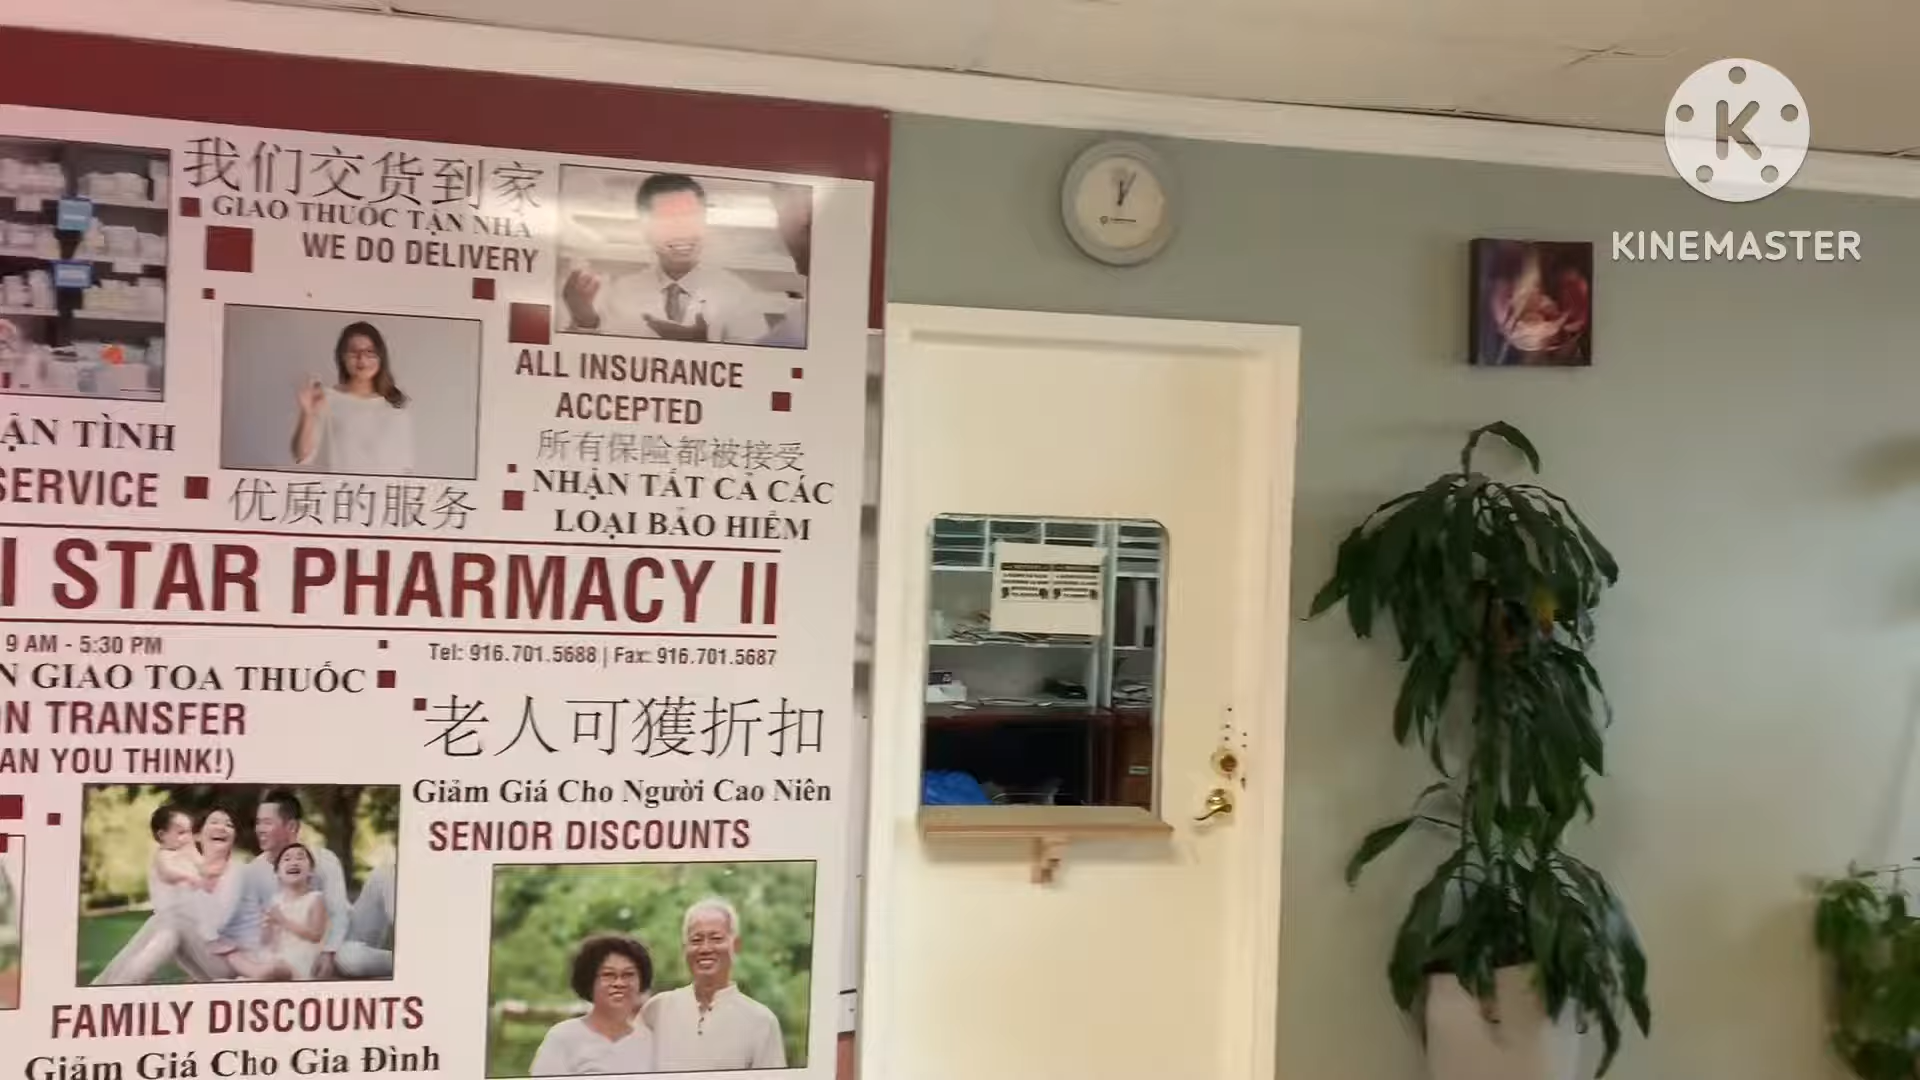 我们交货到家
GIAO THUỐC TẬN NHÀ
WE DO DELIVERY
ALL INSURANCE
ACCEPTED
所有保险都被接受
NHẬN TẤT CẢ CÁC
LOẠI BẢO HIỂM
ẬN TÌNH
SERVICE
优质的服务
I STAR PHARMACY II
9 AM - 5:30 PM
Tel: 916.701.5688 | Fax: 916.701.5687
N GIAO TOA THUỐC
ON TRANSFER
AN YOU THINK!)
老人可獲折扣
Giảm Giá Cho Người Cao Niên
SENIOR DISCOUNTS
FAMILY DISCOUNTS
Giảm Giá Cho Gia Đình
K
KINEMASTER